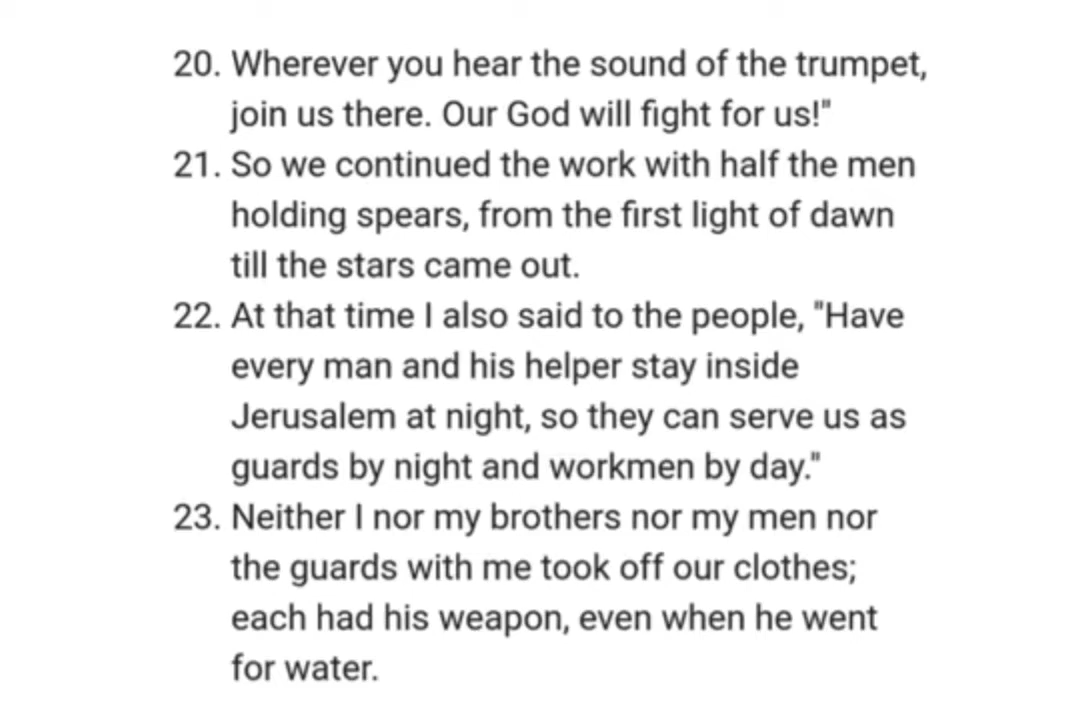 20. Wherever you hear the sound of the trumpet,
join us there. Our God will fight for us!"
21. So we continued the work with half the men
holding spears, from the first light of dawn
till the stars came out.
22. At that time I also said to the people, "Have
every man and his helper stay inside
Jerusalem at night, so they can serve us as
guards by night and workmen by day."
23. Neither I nor my brothers nor my men nor
the guards with me took off our clothes;
each had his weapon, even when he went
for water.